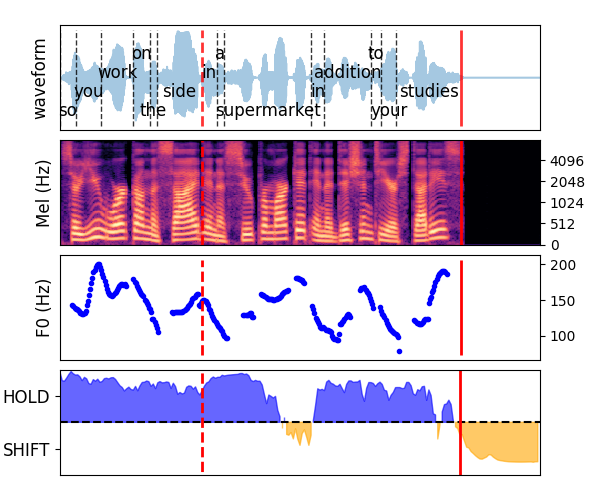 waveform
on a to
work in addition
you side in studies
so the supermarket your
Mel (Hz)
4096
2048
1024
512
0
F0 (Hz)
200
150
100
HOLD
SHIFT